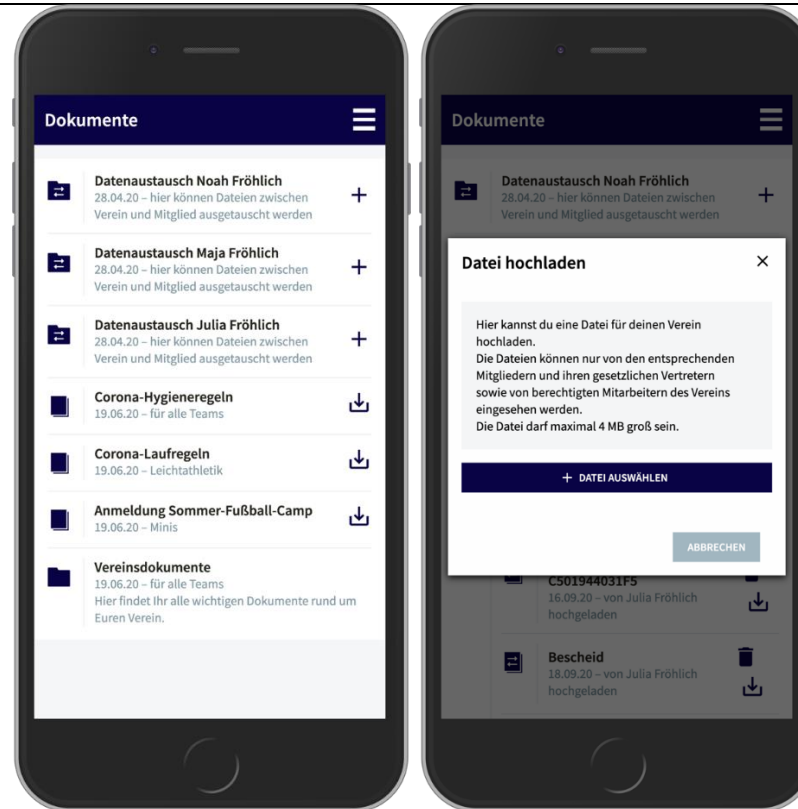 Dokumente
Datenaustausch Noah Fröhlich
28.04.20 – hier können Dateien zwischen
Verein und Mitglied ausgetauscht werden
Datenaustausch Maja Fröhlich
28.04.20 – hier können Dateien zwischen
Verein und Mitglied ausgetauscht werden
Datenaustausch Julia Fröhlich
28.04.20 – hier können Dateien zwischen
Verein und Mitglied ausgetauscht werden
Corona-Hygieneregeln
19.06.20 – für alle Teams
Corona-Laufregeln
19.06.20 – Leichtathletik
Anmeldung Sommer-Fußball-Camp
19.06.20 – Minis
Vereinsdokumente
19.06.20 – für alle Teams
Hier findet Ihr alle wichtigen Dokumente rund um
Euren Verein.
Dokumente
Datenaustausch Noah Fröhlich
28.04.20 – hier können Dateien zwischen
Verein und Mitglied ausgetauscht werden
Datei hochladen
Hier kannst du eine Datei für deinen Verein
hochladen.
Die Dateien können nur von den entsprechenden
Mitgliedern und ihren gesetzlichen Vertretern
sowie von berechtigten Mitarbeitern des Vereins
eingesehen werden.
Die Datei darf maximal 4 MB groß sein.
+ DATEI AUSWÄHLEN
ABBRECHEN
C501944031F5
16.09.20 – von Julia Fröhlich
hochgeladen
Bescheid
18.09.20 – von Julia Fröhlich
hochgeladen